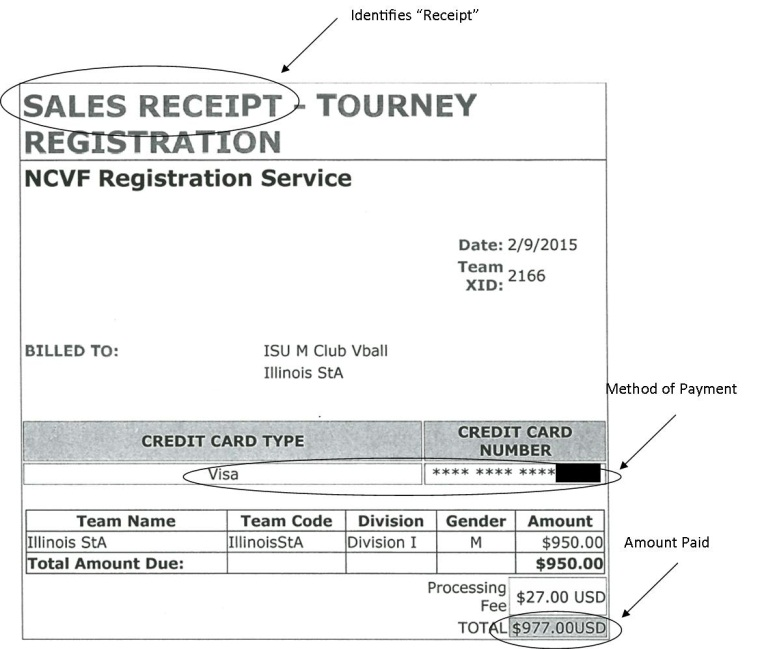 Identifies “Receipt”
SALES RECEIPT - TOURNEY
REGISTRATION
NCVF Registration Service
Date: 2/9/2015
Team
XID: 2166
BILLED TO: ISU M Club Vball
Illinois StA
Method of Payment
CREDIT CARD TYPE CREDIT CARD
NUMBER
Visa **** **** ****
Team Name Team Code Division Gender Amount
Illinois StA IllinoisStA Division I M $950.00
Total Amount Due: $950.00
Amount Paid
Processing
Fee $27.00 USD
TOTAL $977.00USD